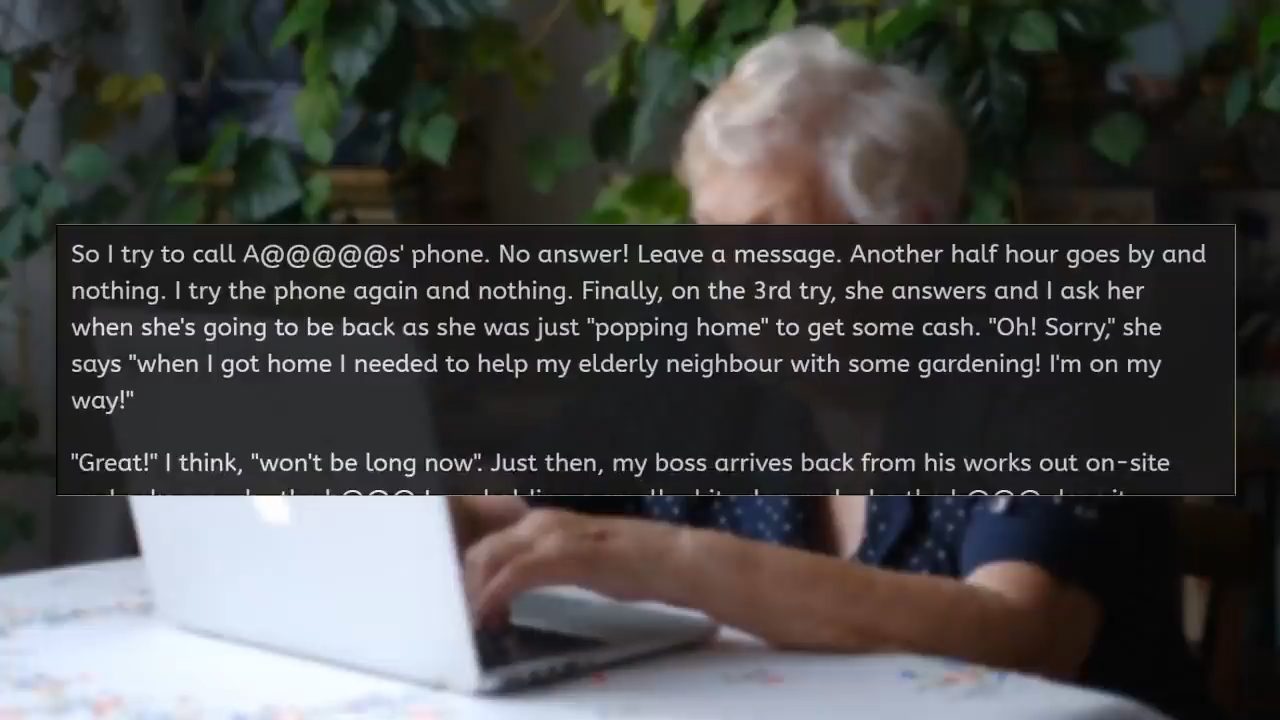 So I try to call A@@@@@s' phone. No answer! Leave a message. Another half hour goes by and
nothing. I try the phone again and nothing. Finally, on the 3rd try, she answers and I ask her
when she's going to be back as she was just "popping home" to get some cash. "Oh! Sorry," she
says "when I got home I needed to help my elderly neighbour with some gardening! I'm on my
way!"
"Great!" I think, "won't be long now". Just then, my boss arrives back from his works out on-site